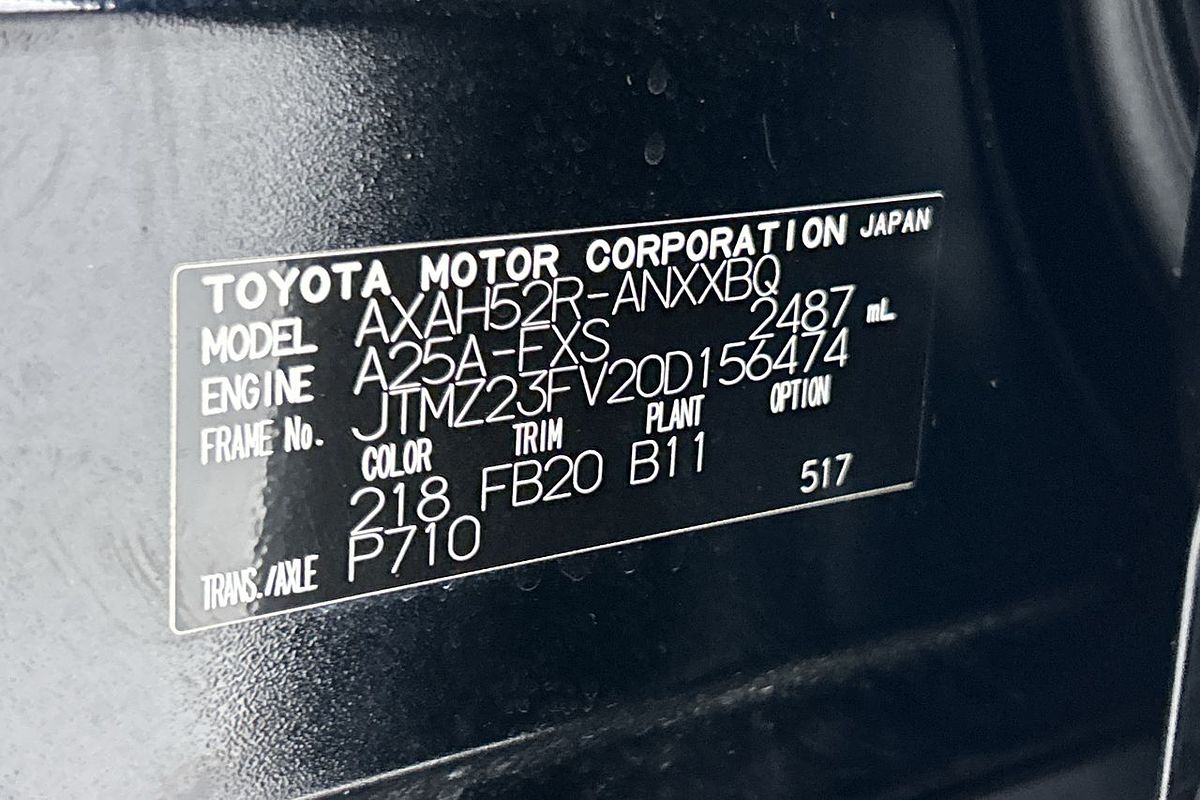 TOYOTA MOTOR CORPORATION JAPAN
MODEL AXAH52R-ANXXBQ
ENGINE A25A-FXS 2487 mL
FRAME No. JTMZ23FV20D156474
COLOR TRIM PLANT OPTION
218 FB20 B11 517
TRANS./AXLE P710